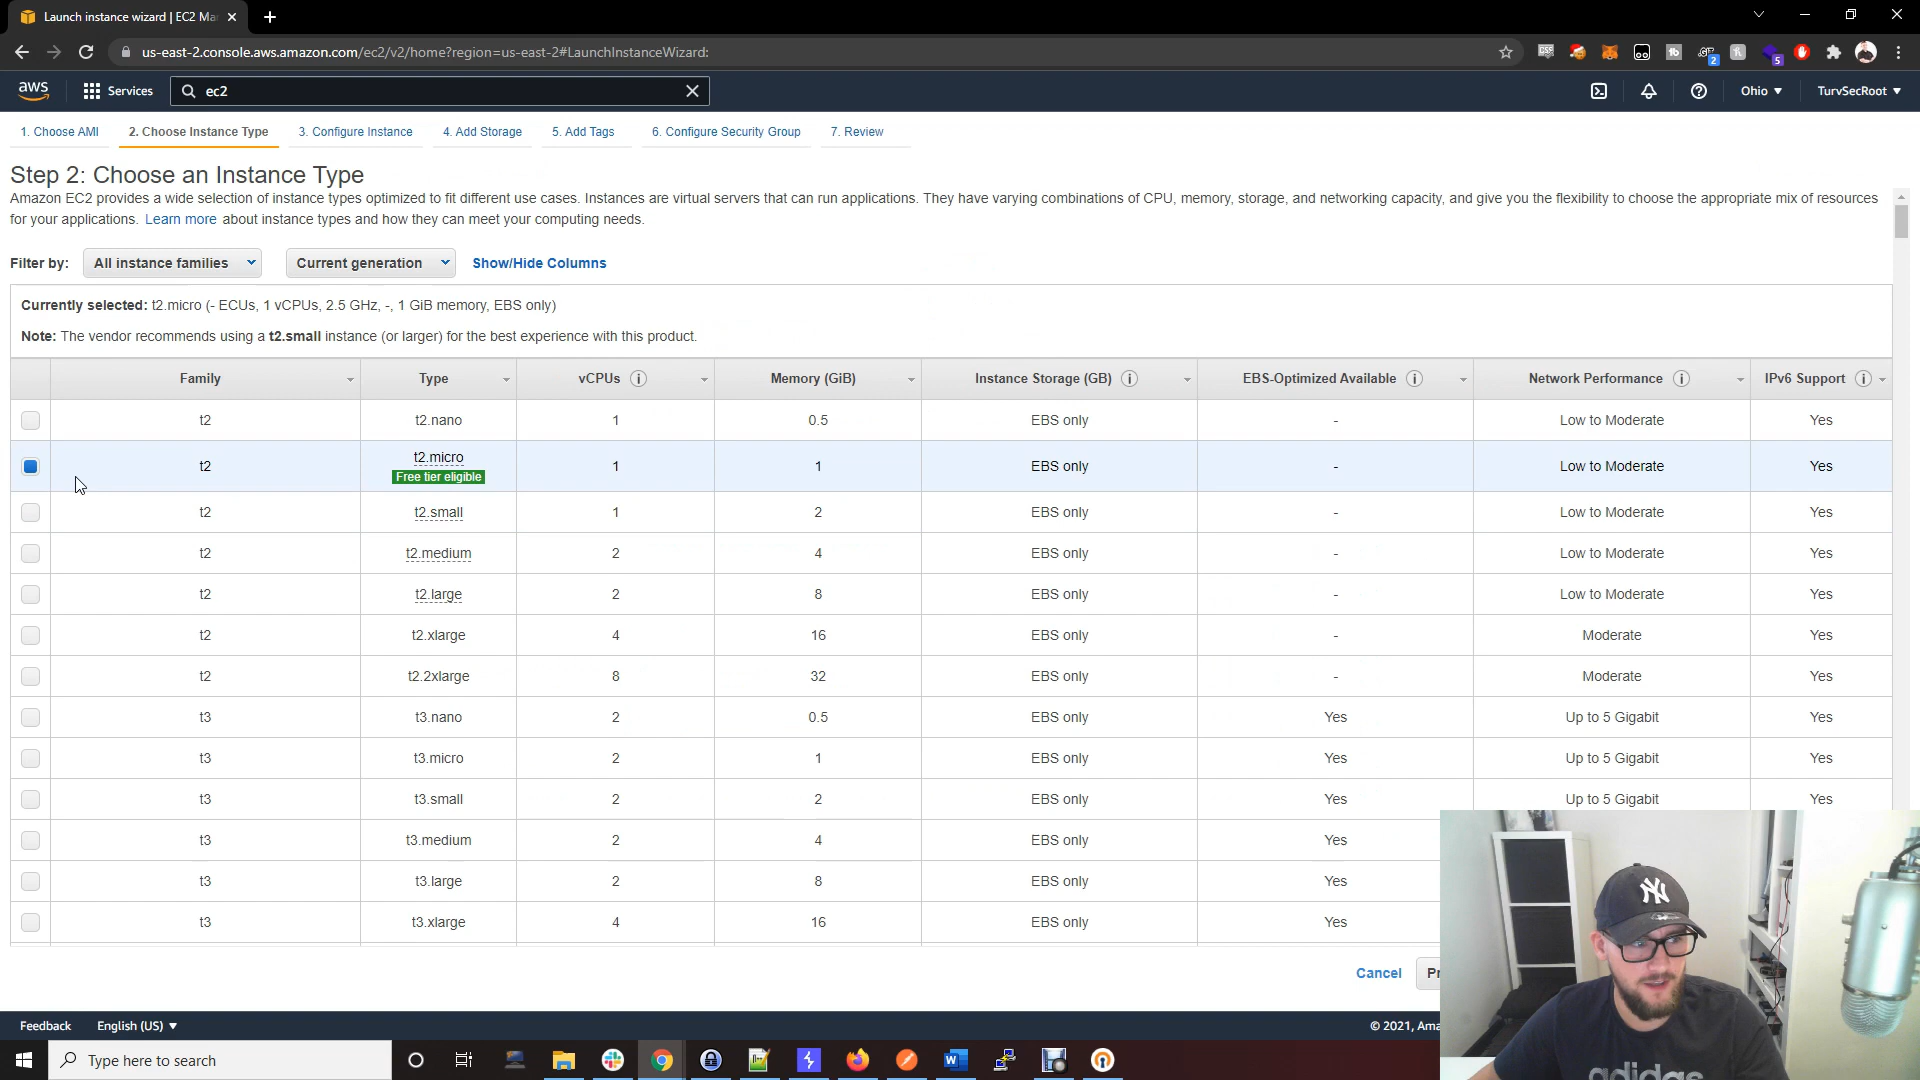 Launch instance wizard | EC2 Ma
us-east-2.console.aws.amazon.com/ec2/v2/home?region=us-east-2#LaunchInstanceWizard:
2
5
aws
Services
ec2
Ohio
TurvSecRoot
1. Choose AMI
2. Choose Instance Type
3. Configure Instance
4. Add Storage
5. Add Tags
6. Configure Security Group
7. Review
Step 2: Choose an Instance Type
Amazon EC2 provides a wide selection of instance types optimized to fit different use cases. Instances are virtual servers that can run applications. They have varying combinations of CPU, memory, storage, and networking capacity, and give you the flexibility to choose the appropriate mix of resources
for your applications. Learn more about instance types and how they can meet your computing needs.
Filter by: All instance families Current generation Show/Hide Columns
Currently selected: t2.micro (- ECUs, 1 vCPUs, 2.5 GHz, -, 1 GiB memory, EBS only)
Note: The vendor recommends using a t2.small instance (or larger) for the best experience with this product.
Family Type vCPUs Memory (GiB) Instance Storage (GB) EBS-Optimized Available Network Performance IPv6 Support
t2 t2.nano 1 0.5 EBS only - Low to Moderate Yes
t2 t2.micro 1 1 EBS only - Low to Moderate Yes
Free tier eligible
t2 t2.small 1 2 EBS only - Low to Moderate Yes
t2 t2.medium 2 4 EBS only - Low to Moderate Yes
t2 t2.large 2 8 EBS only - Low to Moderate Yes
t2 t2.xlarge 4 16 EBS only - Moderate Yes
t2 t2.2xlarge 8 32 EBS only - Moderate Yes
t3 t3.nano 2 0.5 EBS only Yes Up to 5 Gigabit Yes
t3 t3.micro 2 1 EBS only Yes Up to 5 Gigabit Yes
t3 t3.small 2 2 EBS only Yes Up to 5 Gigabit Yes
t3 t3.medium 2 4 EBS only Yes
t3 t3.large 2 8 EBS only Yes
t3 t3.xlarge 4 16 EBS only Yes
Cancel Pr
Feedback English (US) © 2021, Ama
Type here to search
NY
adidas